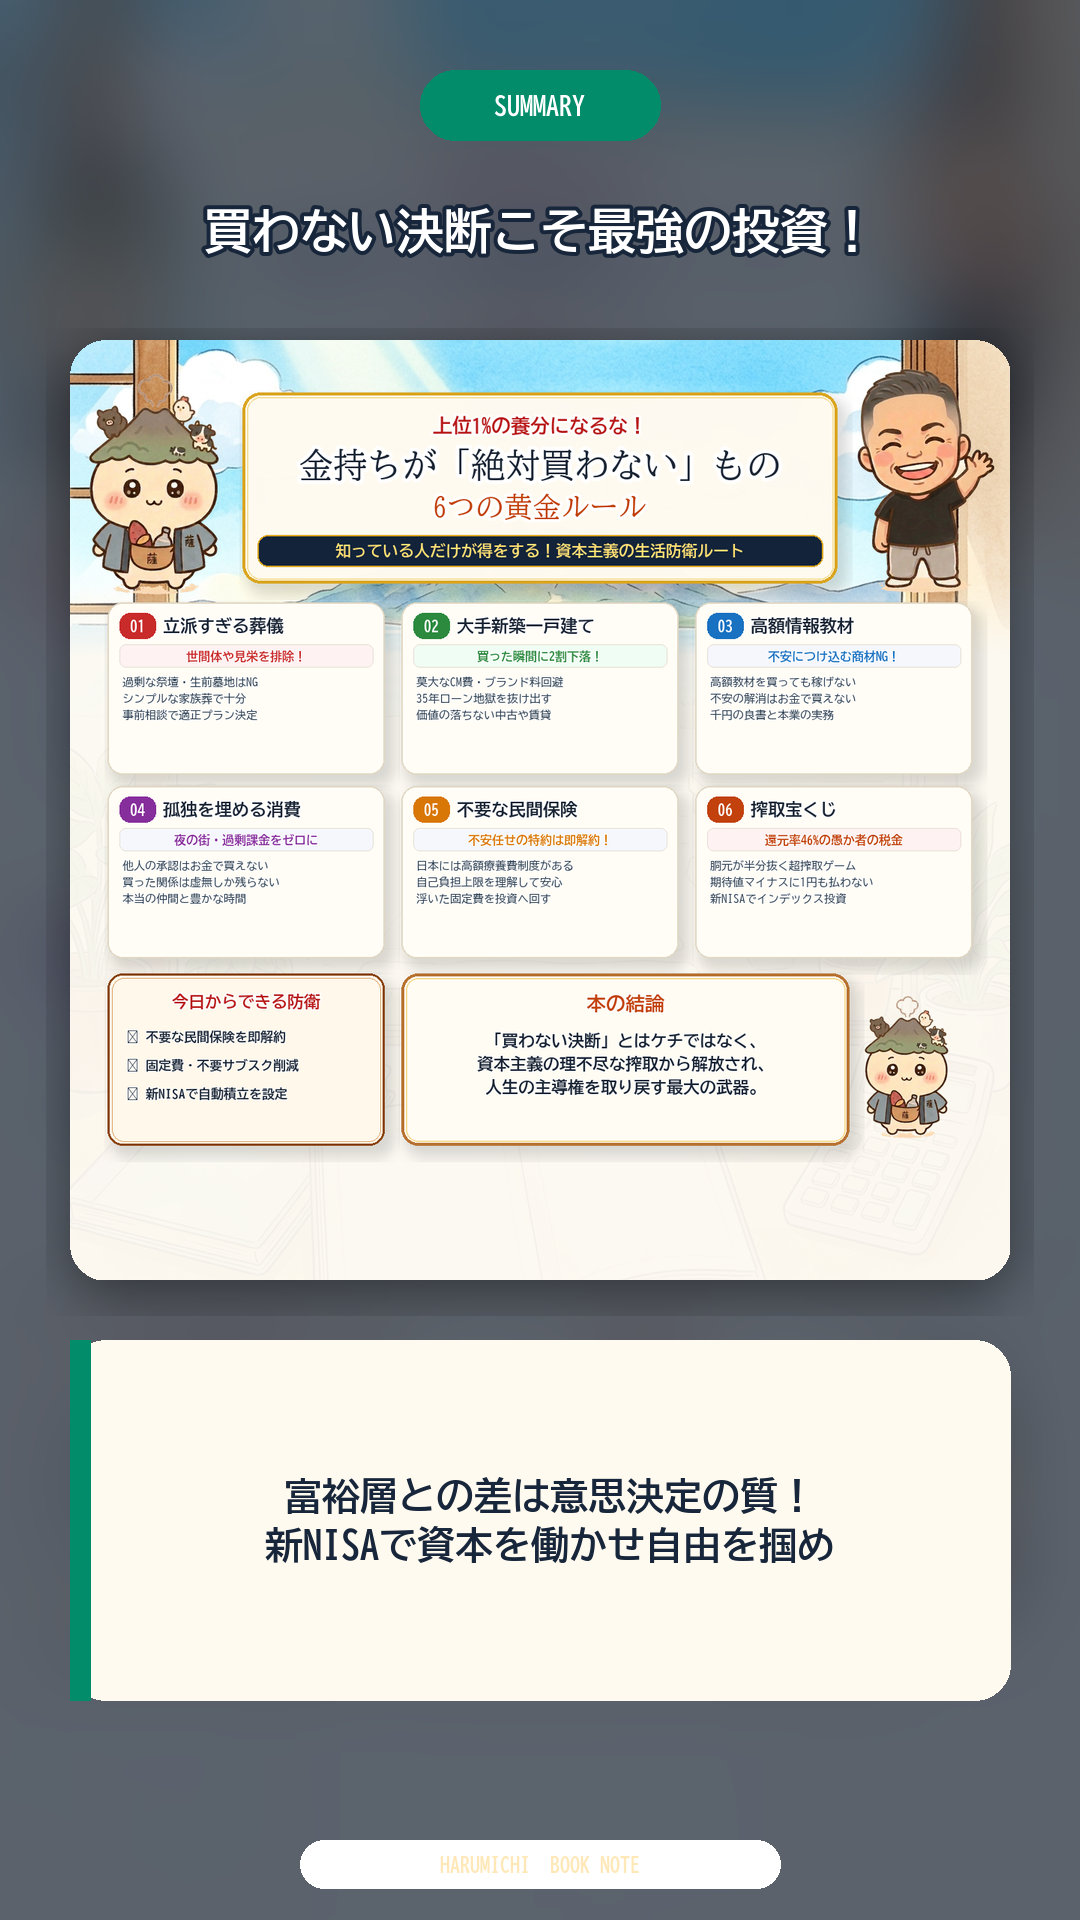 SUMMARY
買わない決断こそ最強の投資！
上位1%の養分になるな！
金持ちが「絶対買わない」もの
6つの黄金ルール
知っている人だけが得をする！資本主義の生活防衛ルート
薩
薩
01 立派すぎる葬儀
世間体や見栄を排除！
過剰な祭壇・生前墓地はNG
シンプルな家族葬で十分
事前相談で適正プラン決定
02 大手新築一戸建て
買った瞬間に2割下落！
莫大なCM費・ブランド料回避
35年ローン地獄を抜け出す
価値の落ちない中古や賃貸
03 高額情報教材
不安につけ込む商材NG！
高額教材を買っても稼げない
不安の解消はお金で買えない
千円の良書と本業の実務
04 孤独を埋める消費
夜の街・過剰課金をゼロに
他人の承認はお金で買えない
買った関係は虚無しか残らない
本当の仲間と豊かな時間
05 不要な民間保険
不安任せの特約は即解約！
日本には高額療養費制度がある
自己負担上限を理解して安心
浮いた固定費を投資へ回す
06 搾取宝くじ
還元率46%の愚か者の税金
胴元が半分抜く超搾取ゲーム
期待値マイナスに1円も払わない
新NISAでインデックス投資
今日からできる防衛
不要な民間保険を即解約
固定費・不要サブスク削減
新NISAで自動積立を設定
本の結論
「買わない決断」とはケチではなく、
資本主義の理不尽な搾取から解放され、
人生の主導権を取り戻す最大の武器。
薩
薩
富裕層との差は意思決定の質！
新NISAで資本を働かせ自由を掴め
HARUMICHI BOOK NOTE